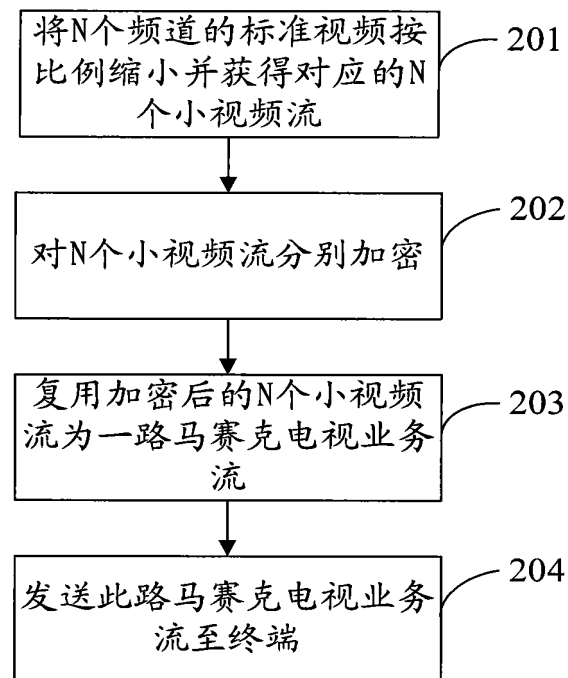 将N个频道的标准视频按
比例缩小并获得对应的N
个小视频流
201
对N个小视频流分别加密
202
复用加密后的N个小视频
流为一路马赛克电视业务
流
203
发送此路马赛克电视业务
流至终端
204